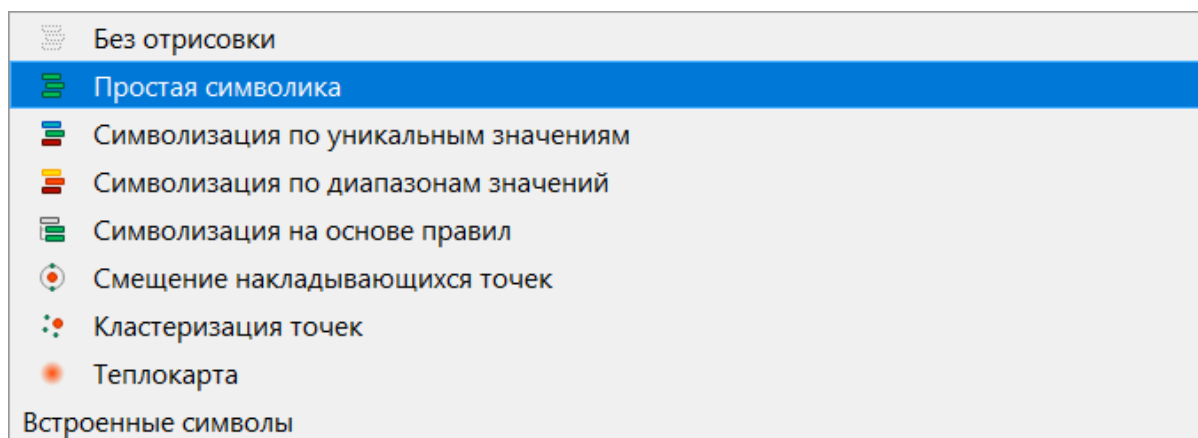 Без отрисовки
Простая символика
Символизация по уникальным значениям
Символизация по диапазонам значений
Символизация на основе правил
Смещение накладывающихся точек
Кластеризация точек
Теплокарта
Встроенные символы